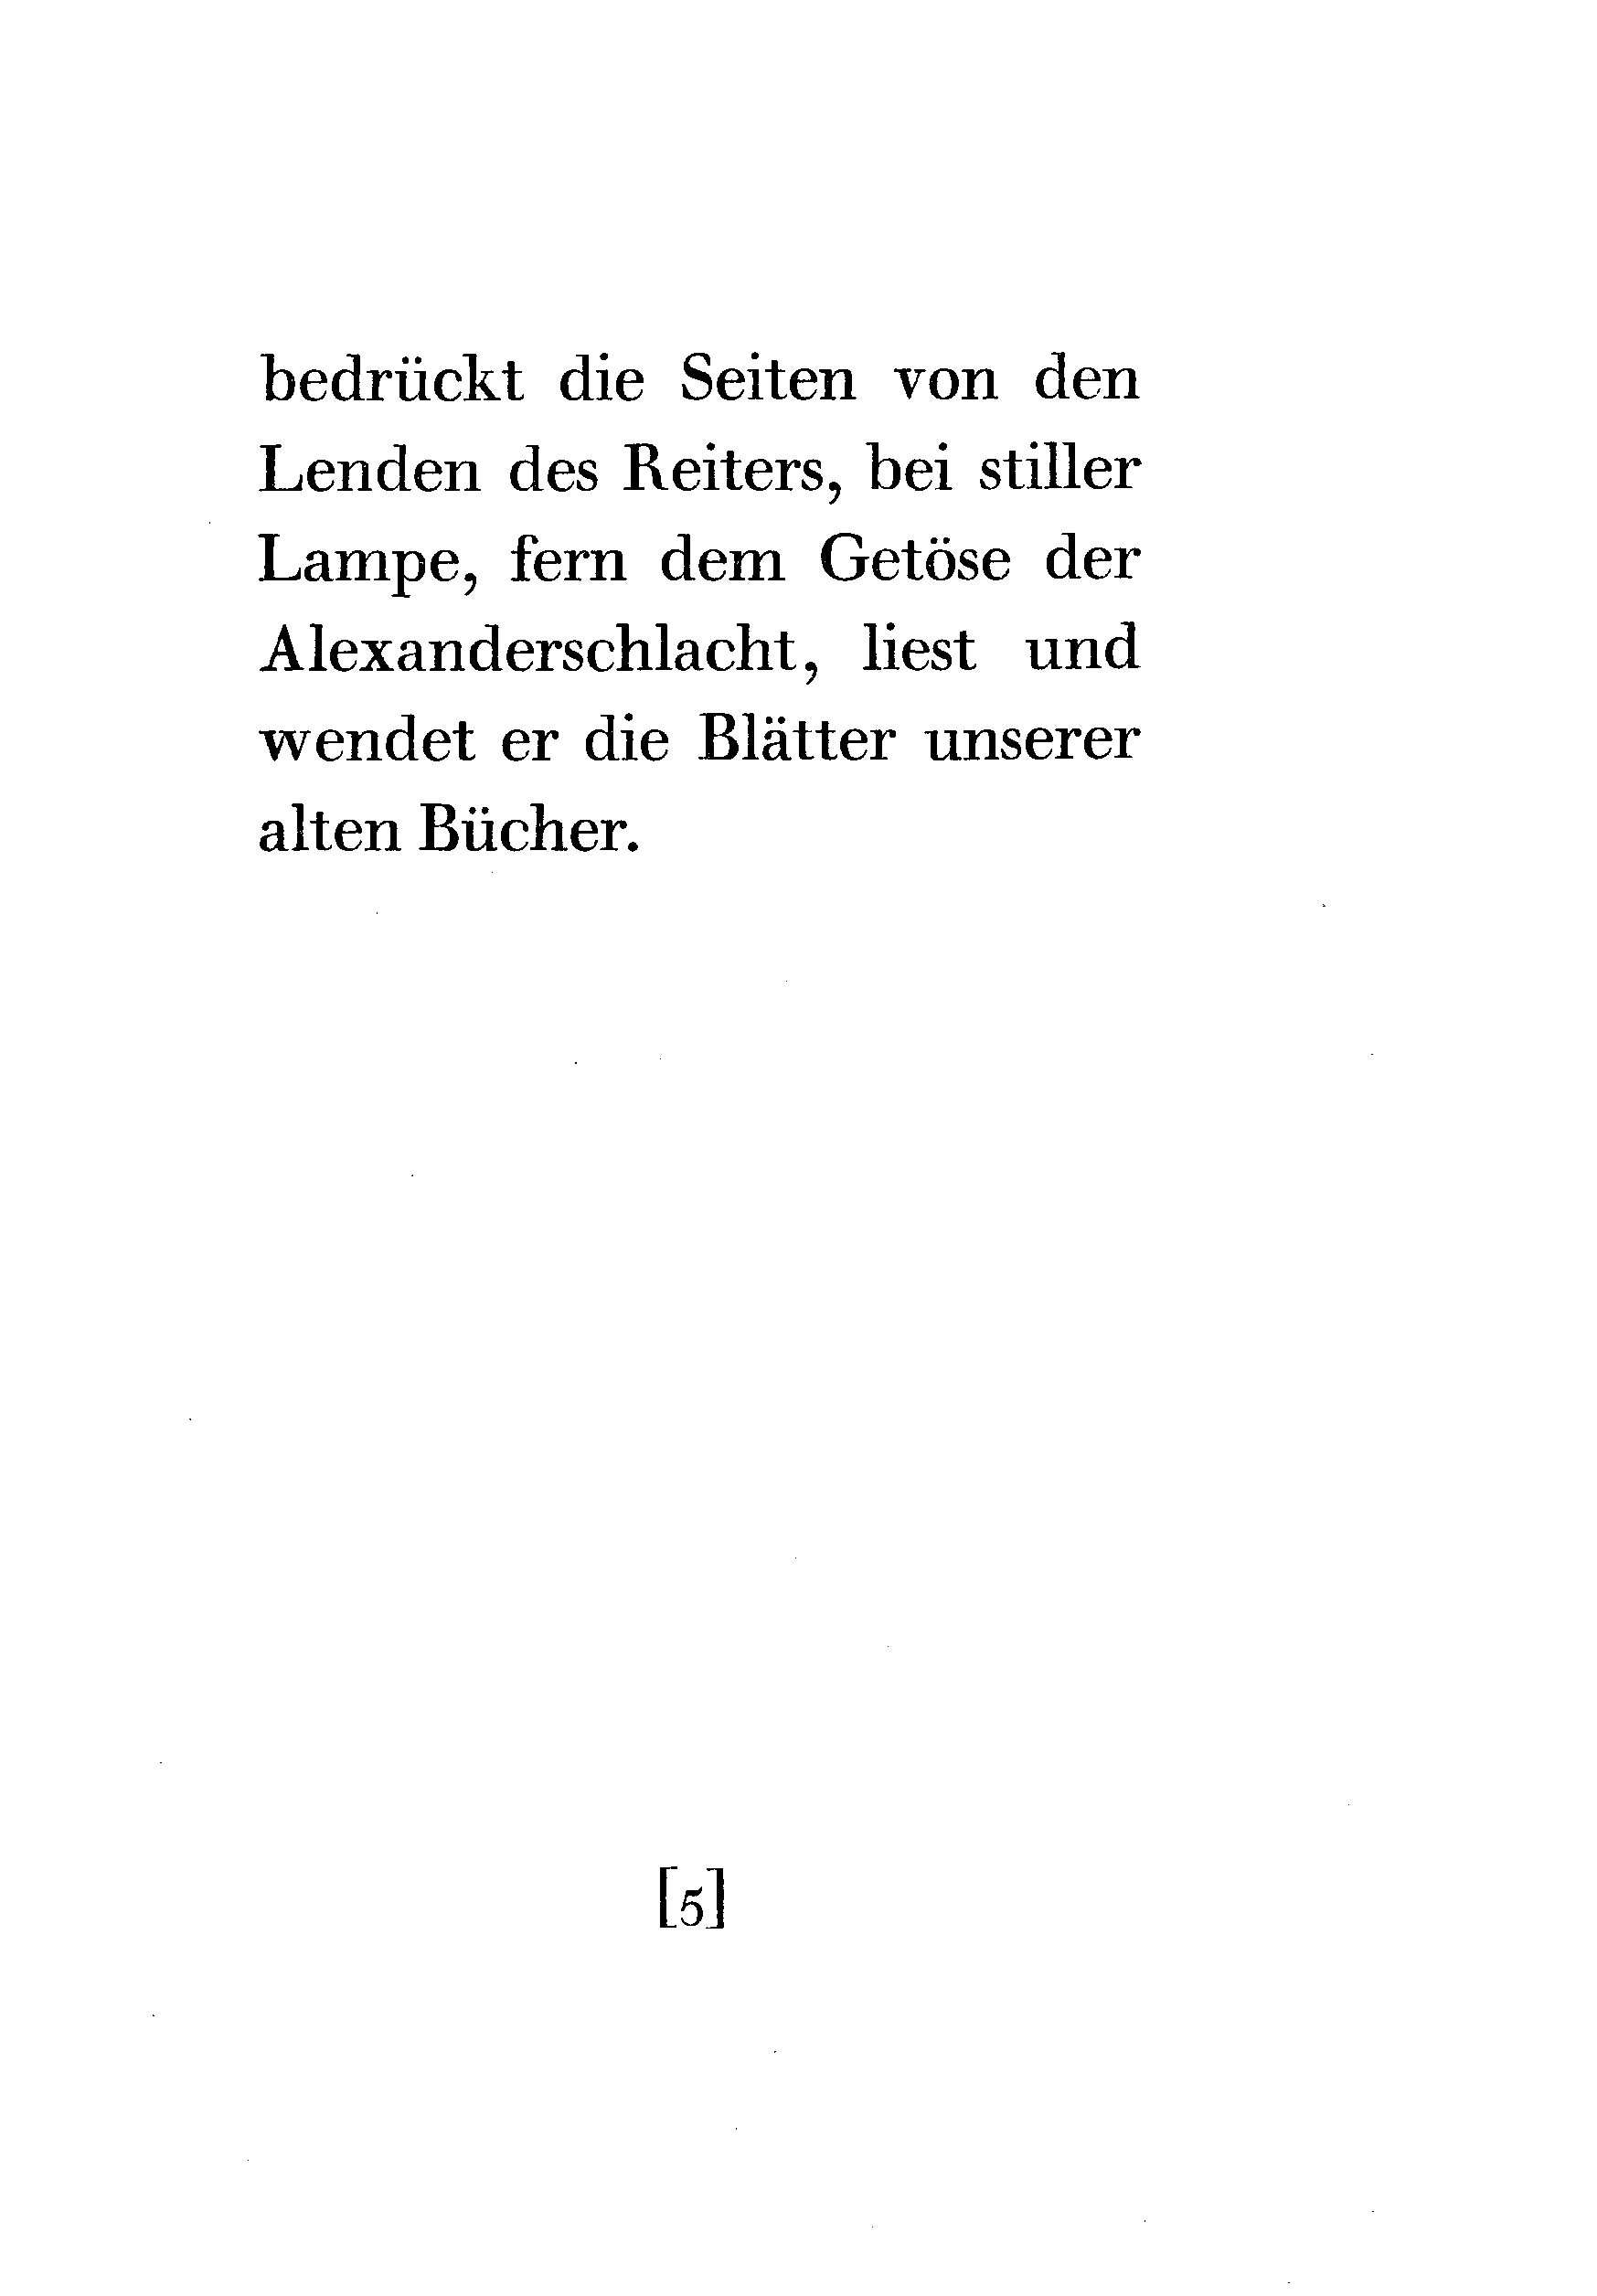 bedrückt die Seiten von den
Lenden des Reiters, bei stiller
Lampe, fern dem Getöse der
Alexanderschlacht, liest und
wendet er die Blätter unserer
alten Bücher.
[5]